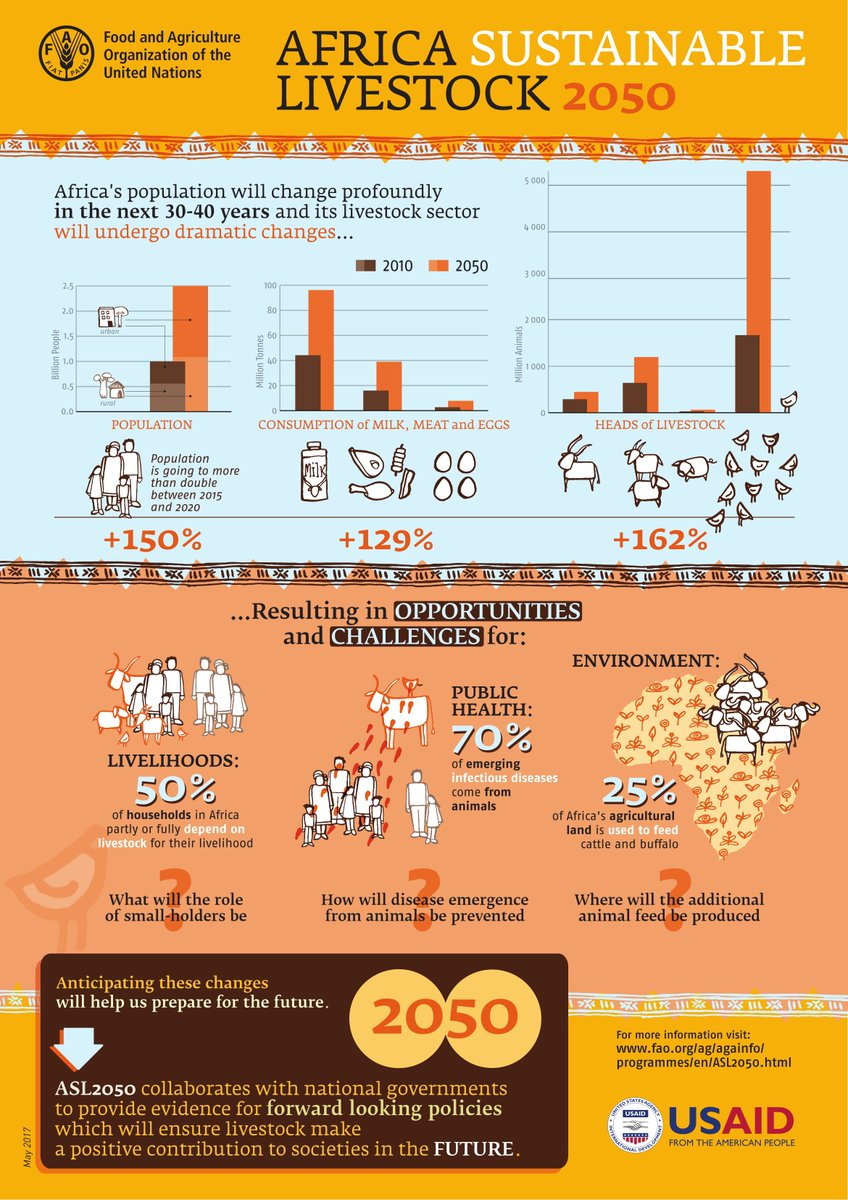 FAO
FIAT PANIS
Food and Agriculture
Organization of the
United Nations
AFRICA SUSTAINABLE
LIVESTOCK 2050
Africa's population will change profoundly
in the next 30-40 years and its livestock sector
will undergo dramatic changes...
2010 2050
Billion People
2.5
2.0
1.5
1.0
0.5
0.0
urban
rural
POPULATION
Million Tonnes
100
80
60
40
20
0
CONSUMPTION of MILK, MEAT and EGGS
Million Animals
5 000
4 000
3 000
2 000
1 000
0
HEADS of LIVESTOCK
Population
is going to more
than double
between 2015
and 2020
Milk
+150%
+129%
+162%
...Resulting in OPPORTUNITIES
and CHALLENGES for:
LIVELIHOODS:
50%
of households in Africa
partly or fully depend on
livestock for their livelihood
?
What will the role
of small-holders be
PUBLIC
HEALTH:
70%
of emerging
infectious diseases
come from
animals
?
How will disease emergence
from animals be prevented
ENVIRONMENT:
25%
of Africa's agricultural
land is used to feed
cattle and buffalo
?
Where will the additional
animal feed be produced
Anticipating these changes
will help us prepare for the future.
2050
ASL2050 collaborates with national governments
to provide evidence for forward looking policies
which will ensure livestock make
a positive contribution to societies in the FUTURE.
May 2017
For more information visit:
www.fao.org/ag/againfo/
programmes/en/ASL2050.html
UNITED STATES AGENCY
USAID
INTERNATIONAL DEVELOPMENT
USAID
FROM THE AMERICAN PEOPLE